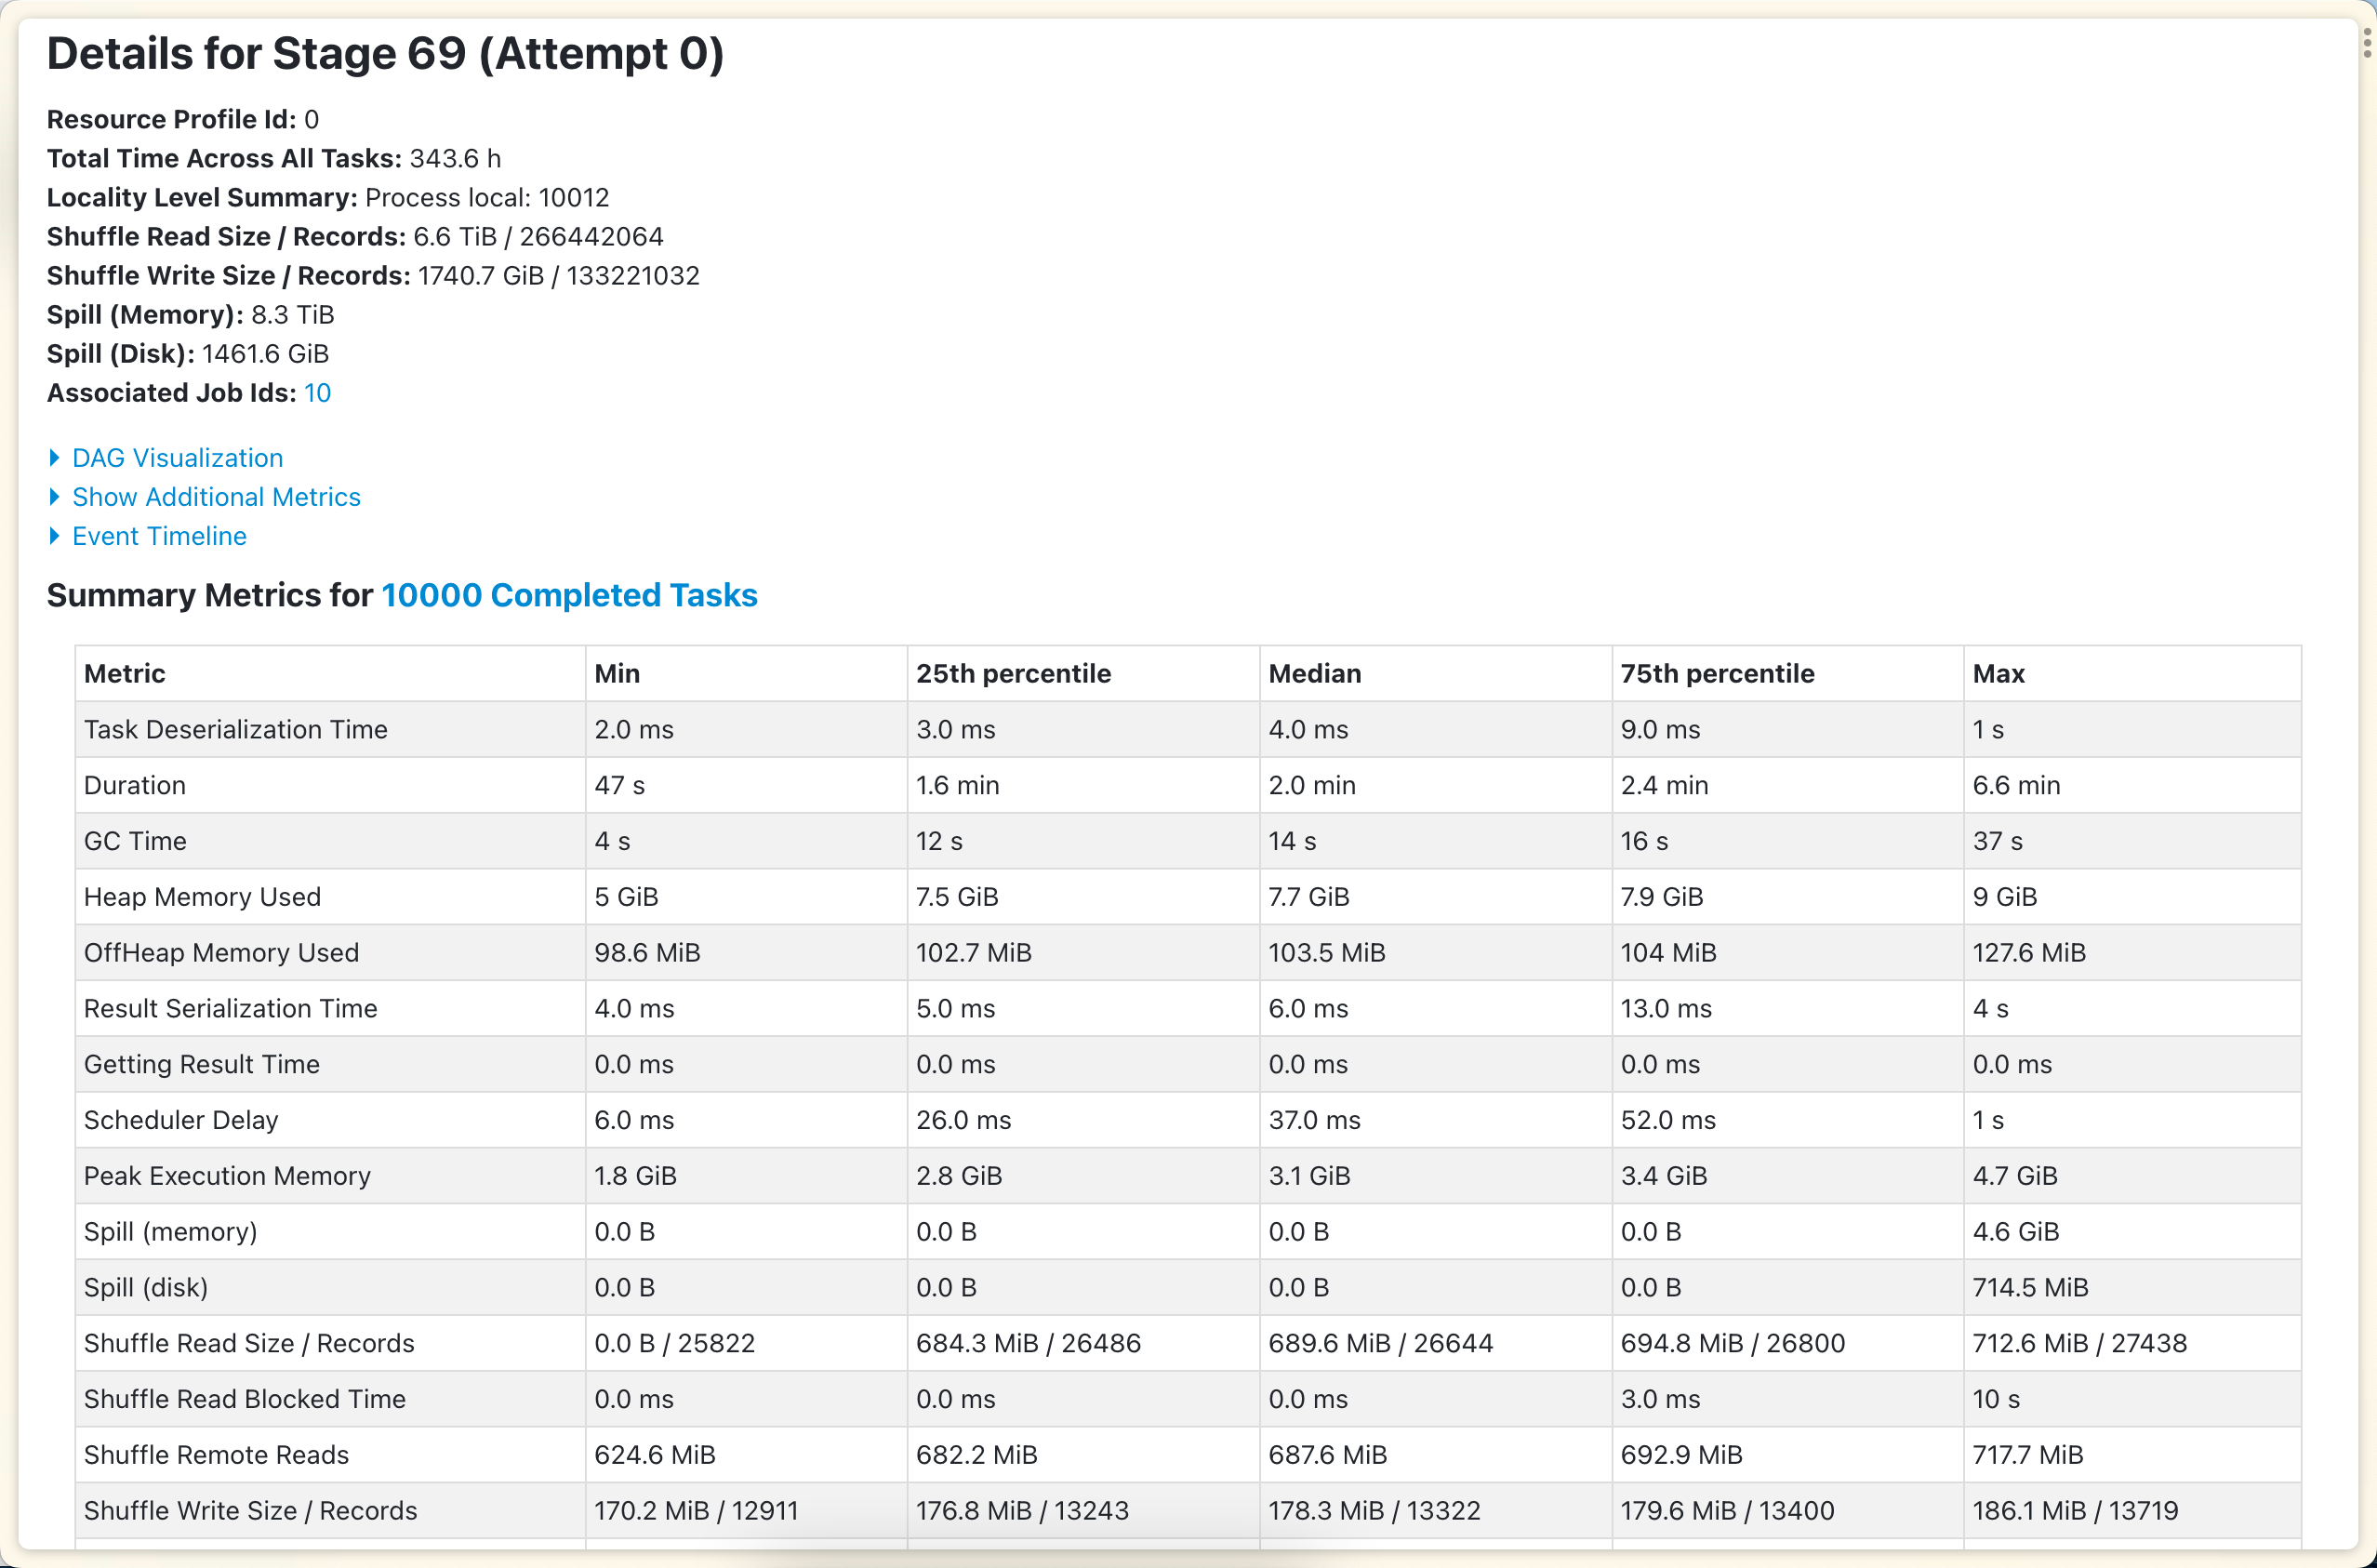 Details for Stage 69 (Attempt 0)
Resource Profile Id: 0
Total Time Across All Tasks: 343.6 h
Locality Level Summary: Process local: 10012
Shuffle Read Size / Records: 6.6 TiB / 266442064
Shuffle Write Size / Records: 1740.7 GiB / 133221032
Spill (Memory): 8.3 TiB
Spill (Disk): 1461.6 GiB
Associated Job Ids: 10
DAG Visualization
Show Additional Metrics
Event Timeline
Summary Metrics for 10000 Completed Tasks
Metric Min 25th percentile Median 75th percentile Max
Task Deserialization Time 2.0 ms 3.0 ms 4.0 ms 9.0 ms 1 s
Duration 47 s 1.6 min 2.0 min 2.4 min 6.6 min
GC Time 4 s 12 s 14 s 16 s 37 s
Heap Memory Used 5 GiB 7.5 GiB 7.7 GiB 7.9 GiB 9 GiB
OffHeap Memory Used 98.6 MiB 102.7 MiB 103.5 MiB 104 MiB 127.6 MiB
Result Serialization Time 4.0 ms 5.0 ms 6.0 ms 13.0 ms 4 s
Getting Result Time 0.0 ms 0.0 ms 0.0 ms 0.0 ms 0.0 ms
Scheduler Delay 6.0 ms 26.0 ms 37.0 ms 52.0 ms 1 s
Peak Execution Memory 1.8 GiB 2.8 GiB 3.1 GiB 3.4 GiB 4.7 GiB
Spill (memory) 0.0 B 0.0 B 0.0 B 0.0 B 4.6 GiB
Spill (disk) 0.0 B 0.0 B 0.0 B 0.0 B 714.5 MiB
Shuffle Read Size / Records 0.0 B / 25822 684.3 MiB / 26486 689.6 MiB / 26644 694.8 MiB / 26800 712.6 MiB / 27438
Shuffle Read Blocked Time 0.0 ms 0.0 ms 0.0 ms 3.0 ms 10 s
Shuffle Remote Reads 624.6 MiB 682.2 MiB 687.6 MiB 692.9 MiB 717.7 MiB
Shuffle Write Size / Records 170.2 MiB / 12911 176.8 MiB / 13243 178.3 MiB / 13322 179.6 MiB / 13400 186.1 MiB / 13719